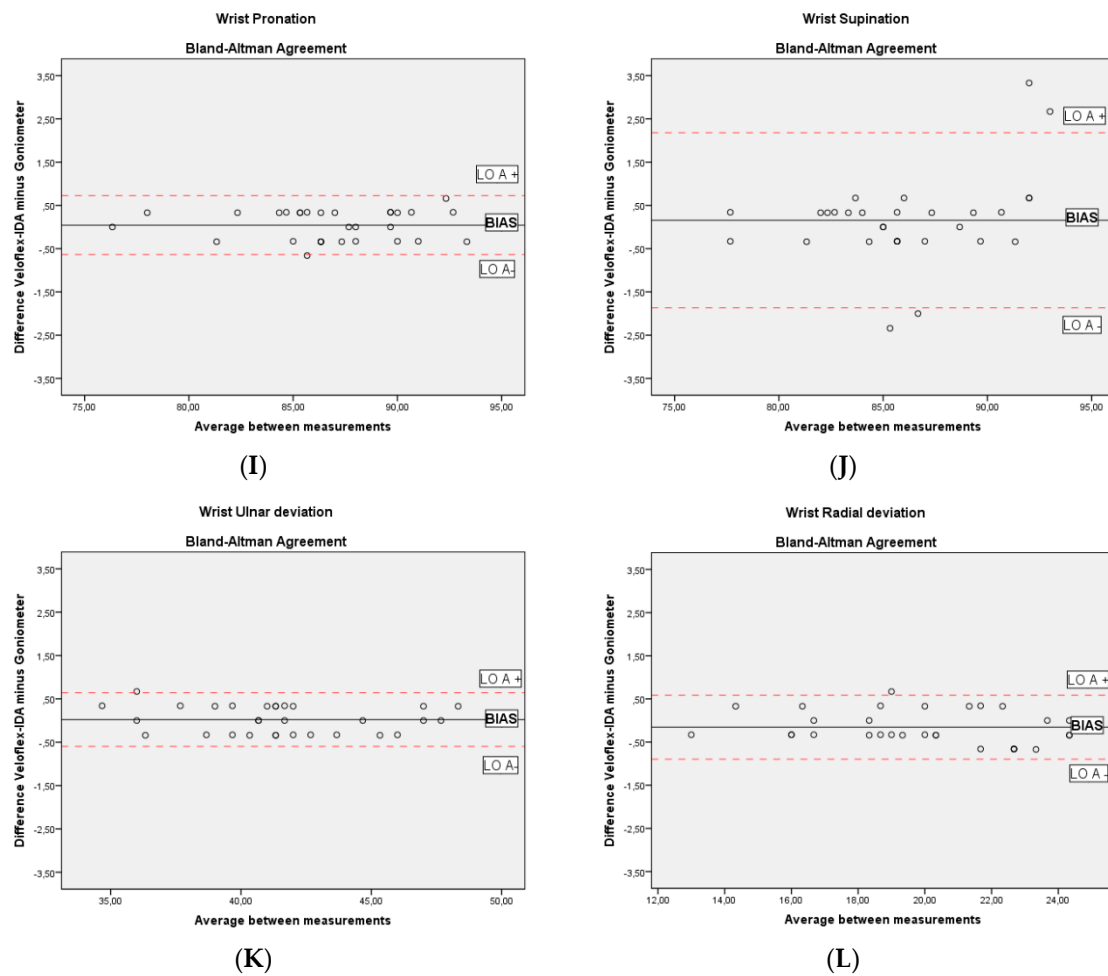 Wrist Pronation
Bland-Altman Agreement
Difference Veloflex-IDA minus Goniometer
3,50
2,50
1,50
,50
-,50
-1,50
-2,50
-3,50
LO A +
BIAS
LO A-
75,00 80,00 85,00 90,00 95,00
Average between measurements
(I)
Wrist Supination
Bland-Altman Agreement
Difference Veloflex-IDA minus Goniometer
3,50
2,50
1,50
,50
-,50
-1,50
-2,50
-3,50
LO A +
BIAS
LO A -
75,00 80,00 85,00 90,00 95,00
Average between measurements
(J)
Wrist Ulnar deviation
Bland-Altman Agreement
Difference Veloflex-IDA minus Goniometer
3,50
2,50
1,50
,50
-,50
-1,50
-2,50
-3,50
LO A +
BIAS
LO A-
35,00 40,00 45,00 50,00
Average between measurements
(K)
Wrist Radial deviation
Bland-Altman Agreement
Difference Veloflex-IDA minus Goniometer
3,50
2,50
1,50
,50
-,50
-1,50
-2,50
-3,50
LO A +
BIAS
LO A -
12,00 14,00 16,00 18,00 20,00 22,00 24,00
Average between measurements
(L)